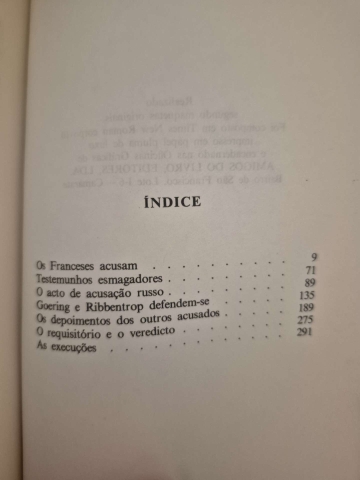 ÍNDICE
Os Franceses acusam . . . . . . . . . . 9
Testemunhos esmagadores . . . . . . . . 71
O acto de acusação russo . . . . . . . . 89
Goering e Ribbentrop defendem-se . . . . . 135
Os depoimentos dos outros acusados . . . . . 189
O requisitório e o veredicto . . . . . . . . 275
As execuções . . . . . . . . . . . 291